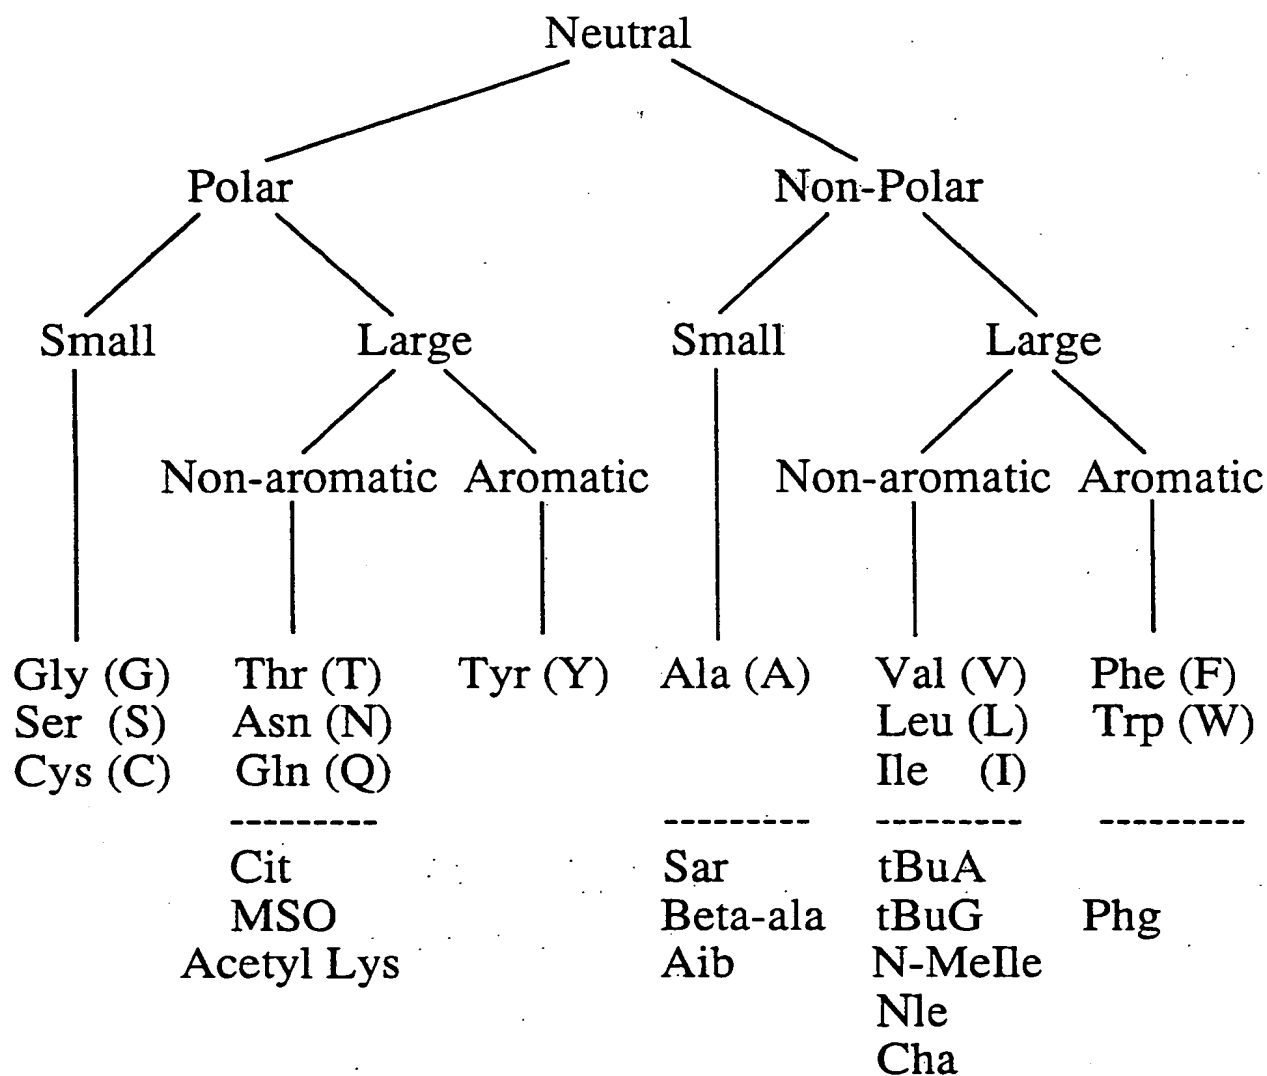 Neutral
Polar Non-Polar
Small Large Small Large
Non-aromatic Aromatic Non-aromatic Aromatic
Gly (G) Thr (T) Tyr (Y) Ala (A) Val (V) Phe (F)
Ser (S) Asn (N) Leu (L) Trp (W)
Cys (C) Gln (Q) Ile (I)
--------- --------- --------- ---------
Cit Sar tBuA
MSO Beta-ala tBuG Phg
Acetyl Lys Aib N-MeIle
Nle
Cha